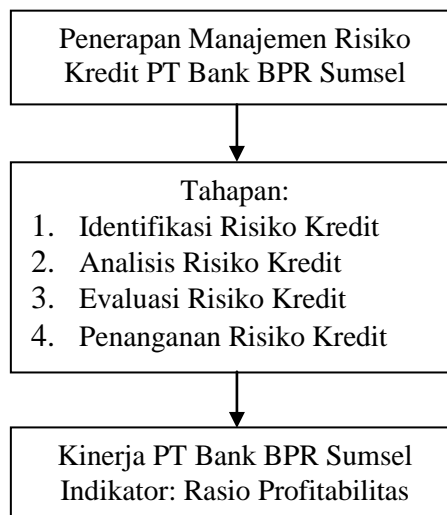 Penerapan Manajemen Risiko
Kredit PT Bank BPR Sumsel
Tahapan:
1. Identifikasi Risiko Kredit
2. Analisis Risiko Kredit
3. Evaluasi Risiko Kredit
4. Penanganan Risiko Kredit
Kinerja PT Bank BPR Sumsel
Indikator: Rasio Profitabilitas